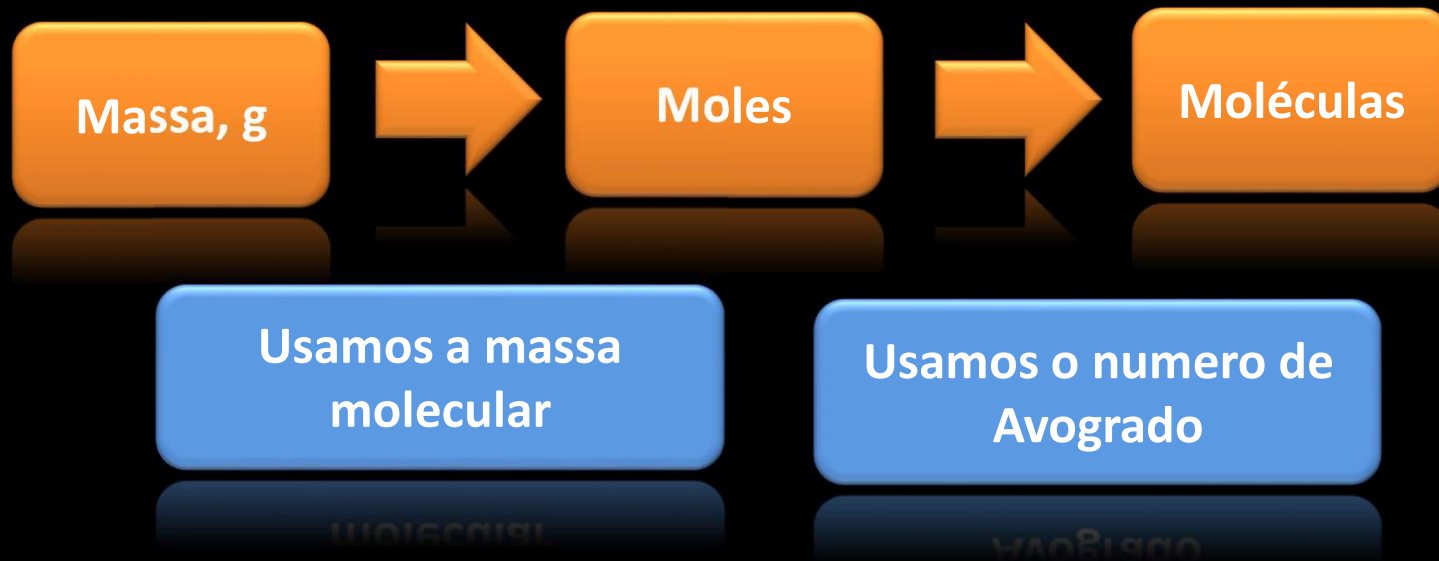 Massa, g
Moles
Moléculas
Usamos a massa
molecular
Usamos o numero de
Avogrado